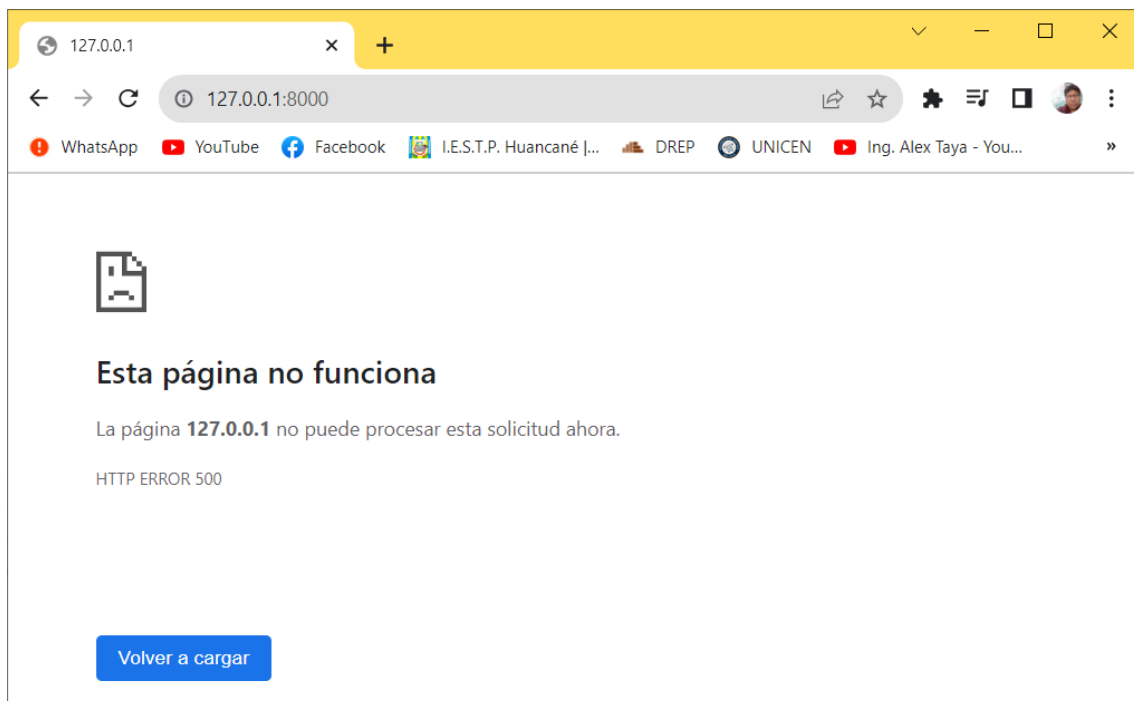 127.0.0.1
127.0.0.1:8000
WhatsApp YouTube Facebook I.E.S.T.P. Huancané |... DREP UNICEN Ing. Alex Taya - You... »
Esta página no funciona
La página 127.0.0.1 no puede procesar esta solicitud ahora.
HTTP ERROR 500
Volver a cargar